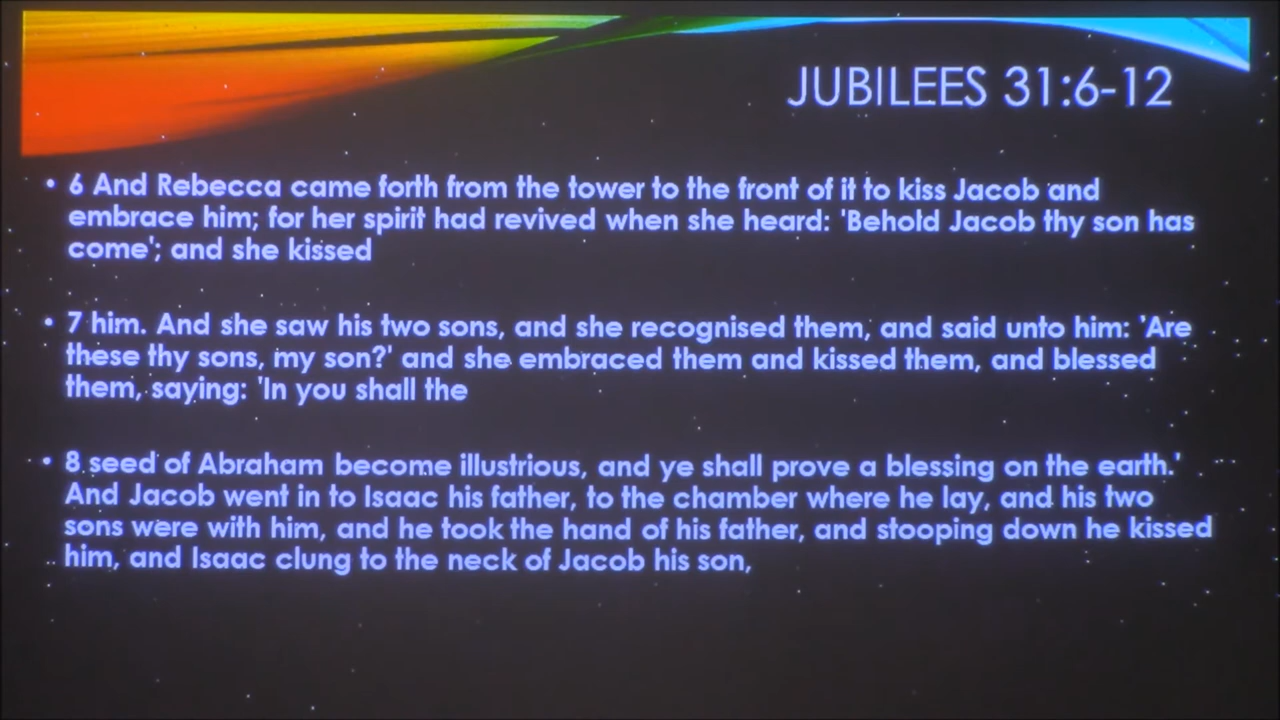 JUBILEES 31:6-12
• 6 And Rebecca came forth from the tower to the front of it to kiss Jacob and
embrace him; for her spirit had revived when she heard: 'Behold Jacob thy son has
come'; and she kissed
• 7 him. And she saw his two sons, and she recognised them, and said unto him: 'Are
these thy sons, my son?' and she embraced them and kissed them, and blessed
them, saying: 'In you shall the
• 8 seed of Abraham become illustrious, and ye shall prove a blessing on the earth.'
And Jacob went in to Isaac his father, to the chamber where he lay, and his two
sons were with him, and he took the hand of his father, and stooping down he kissed
him, and Isaac clung to the neck of Jacob his son,